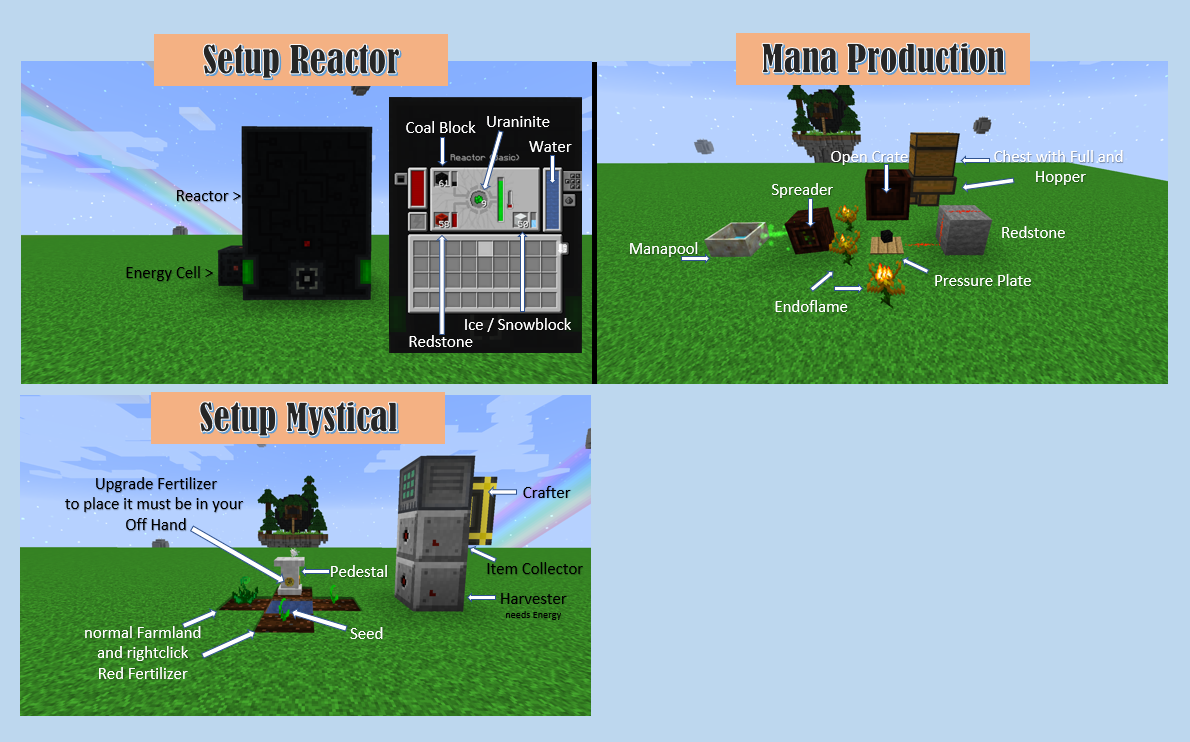 Setup Reactor
Coal Block
Uraninite
Water
Reactor (Basic)
Reactor >
61
9
Energy Cell >
Ice / Snowblock
Redstone
Mana Production
Open Crate
Chest with Full and
Hopper
Spreader
Redstone
Manapool
Pressure Plate
Endoflame
Setup Mystical
Upgrade Fertilizer
to place it must be in your
Off Hand
Crafter
Pedestal
Item Collector
Harvester
needs Energy
normal Farmland
and rightclick
Red Fertilizer
Seed